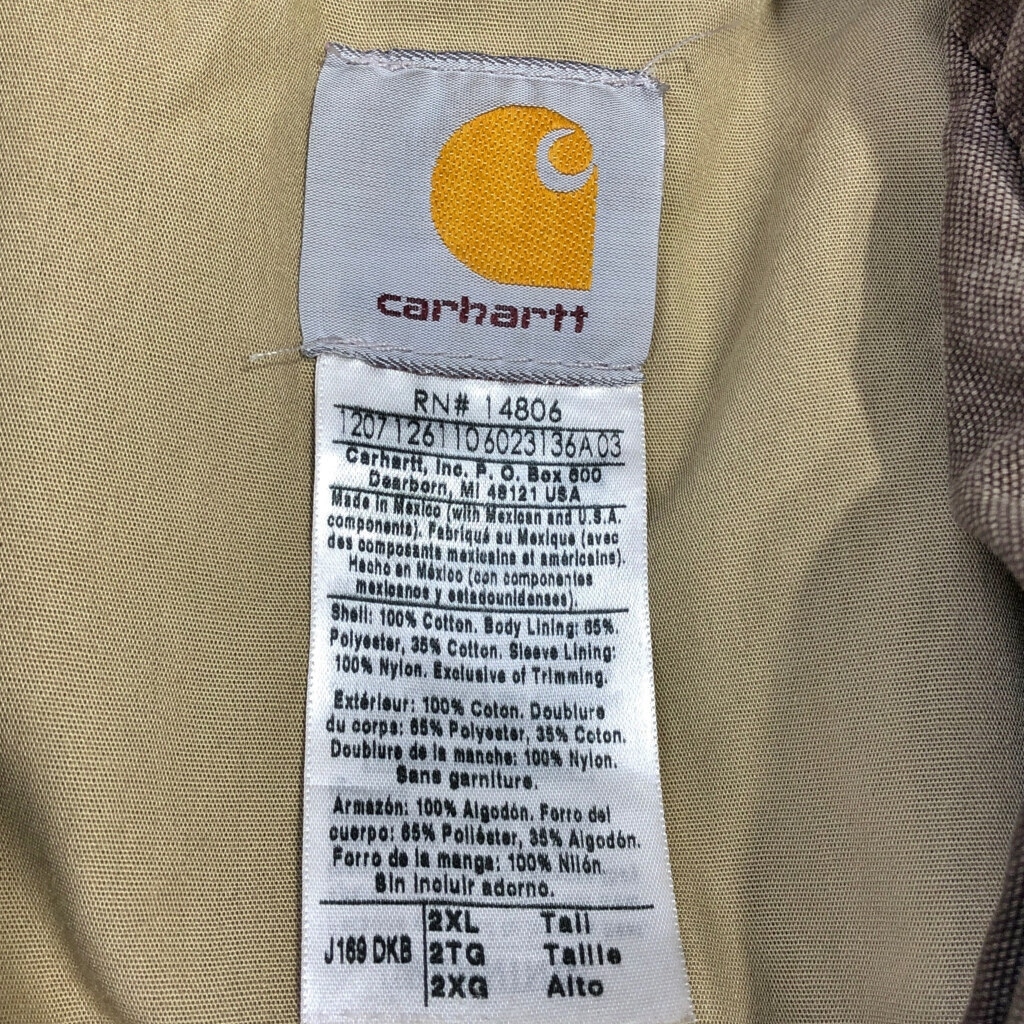 carhartt
RN# 14806
12071261106023136A03
Carhartt, Inc. P. O. Box 600
Dearborn, MI 48121 USA
Made in Mexico (with Mexican and U.S.A.
components). Fabriqué au Mexique (avec
des composants mexicains et américains).
Hecho en México (con componentes
mexicanos y estadounidenses).
Shell: 100% Cotton. Body Lining: 65%.
Polyester, 35% Cotton. Sleeve Lining:
100% Nylon. Exclusive of Trimming.
Extérieur: 100% Coton. Doublure
du corps: 65% Polyester, 35% Coton.
Doublure de la manche: 100% Nylon.
Sans garniture.
Armazón: 100% Algodón. Forro del
cuerpo: 65% Poliéster, 35% Algodón.
Forro de la manga: 100% Nilón
Sin incluir adorno.
J169 DKB
2XL Tall
2TG Taille
2XG Alto